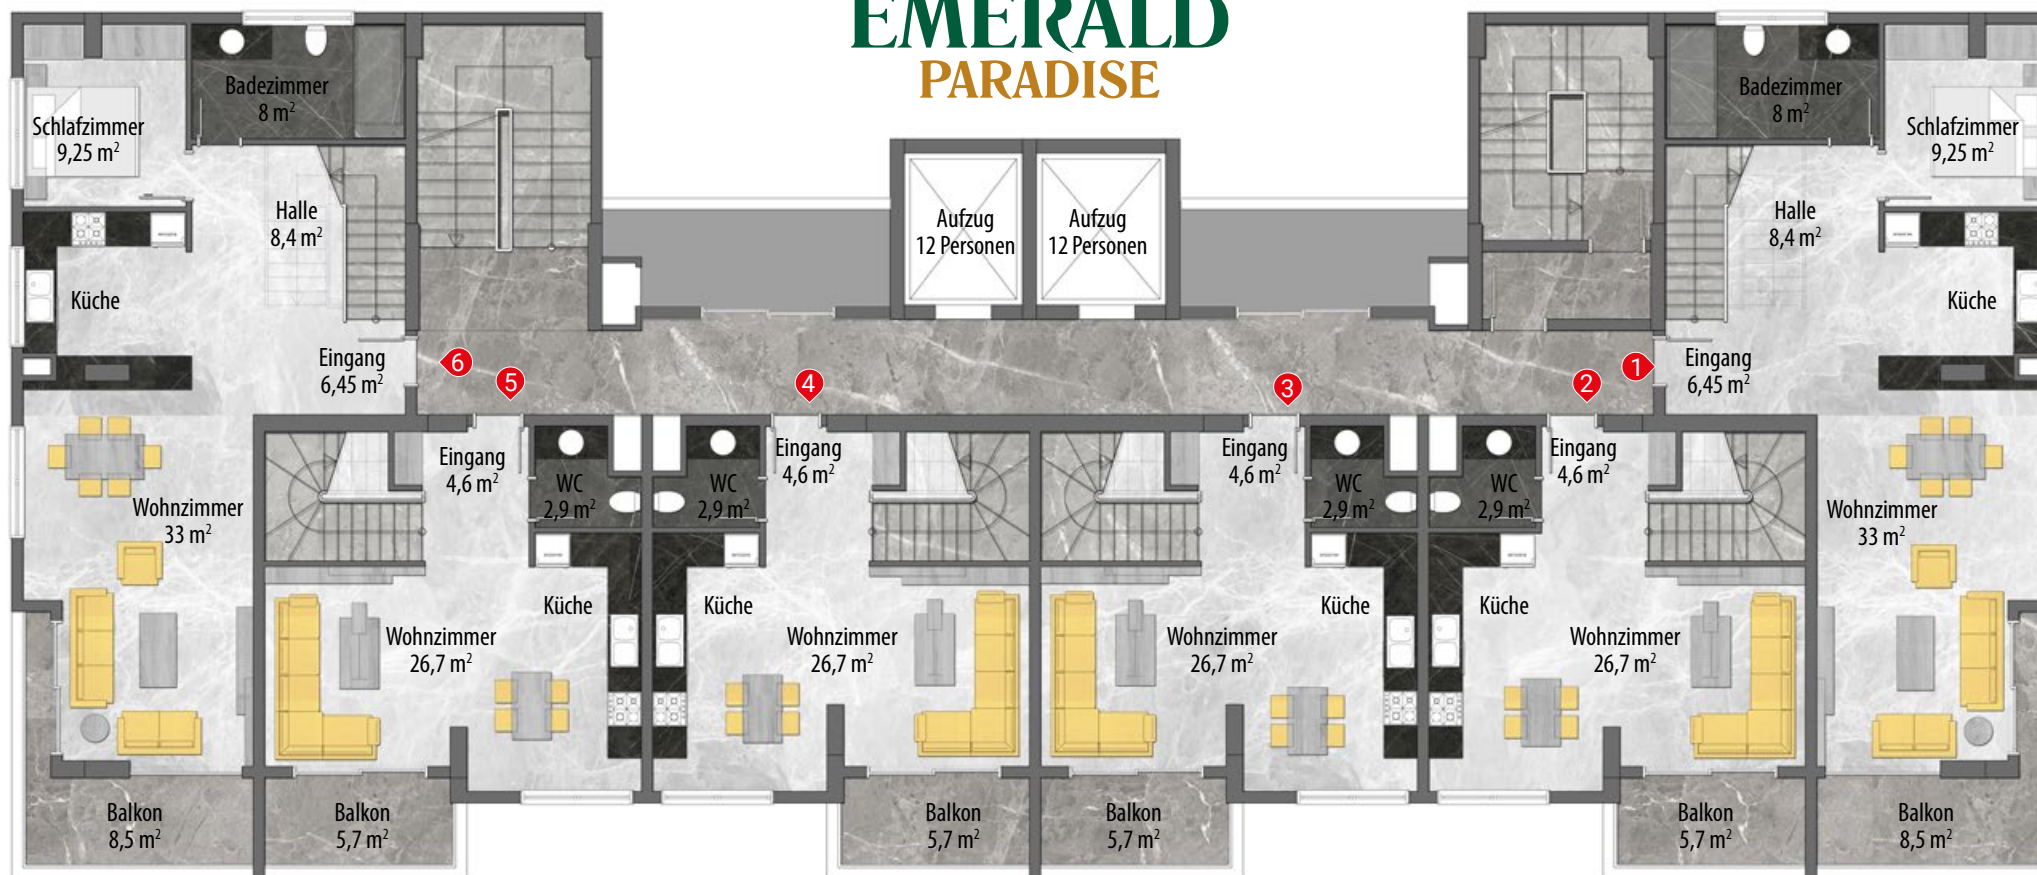 EMERALD
PARADISE
Badezimmer
8 m²
Schlafzimmer
9,25 m²
Halle
8,4 m²
Küche
Eingang
6,45 m²
Wohnzimmer
33 m²
Balkon
8,5 m²
6
5
4
3
2
1
Aufzug
12 Personen
Aufzug
12 Personen
Badezimmer
8 m²
Schlafzimmer
9,25 m²
Halle
8,4 m²
Küche
Eingang
6,45 m²
Wohnzimmer
33 m²
Balkon
8,5 m²
Eingang
4,6 m²
WC
2,9 m²
Küche
Wohnzimmer
26,7 m²
Balkon
5,7 m²
WC
2,9 m²
Eingang
4,6 m²
Küche
Wohnzimmer
26,7 m²
Balkon
5,7 m²
Eingang
4,6 m²
WC
2,9 m²
Küche
Wohnzimmer
26,7 m²
Balkon
5,7 m²
WC
2,9 m²
Eingang
4,6 m²
Küche
Wohnzimmer
26,7 m²
Balkon
5,7 m²